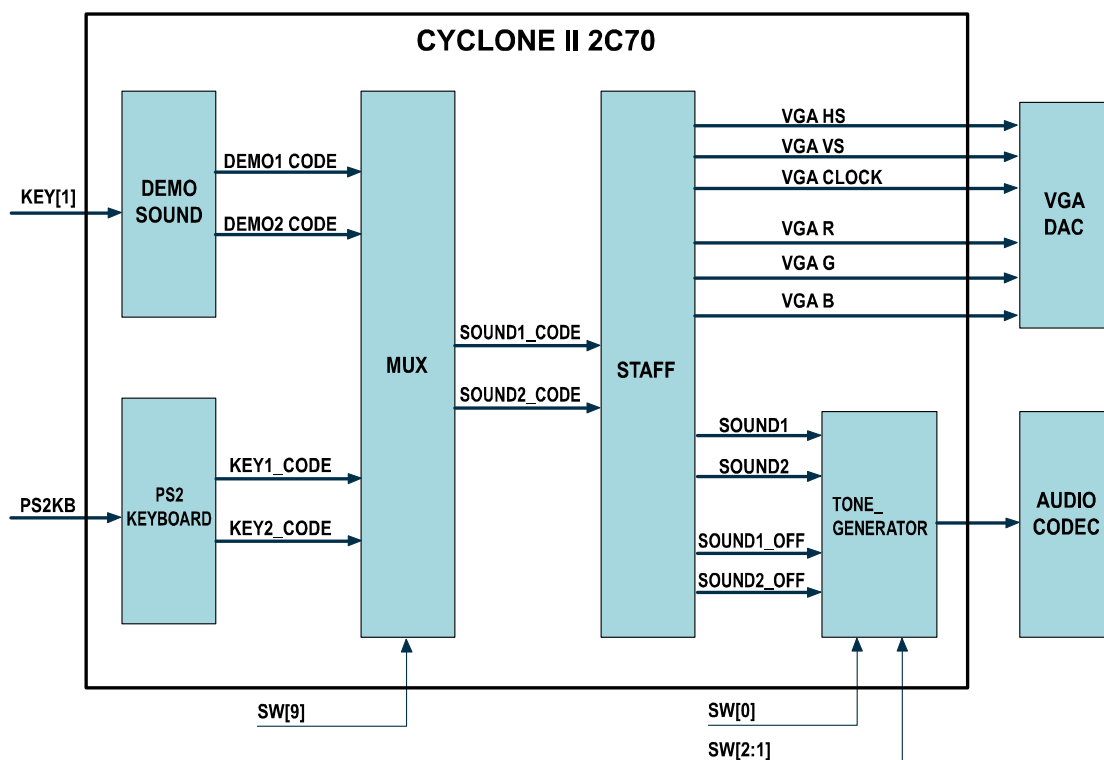 CYCLONE II 2C70
KEY[1]
DEMO
SOUND
DEMO1 CODE
DEMO2 CODE
PS2KB
PS2
KEYBOARD
KEY1_CODE
KEY2_CODE
MUX
SW[9]
SOUND1_CODE
SOUND2_CODE
STAFF
VGA HS
VGA VS
VGA CLOCK
VGA R
VGA G
VGA B
VGA
DAC
SOUND1
SOUND2
SOUND1_OFF
SOUND2_OFF
TONE_
GENERATOR
AUDIO
CODEC
SW[0]
SW[2:1]